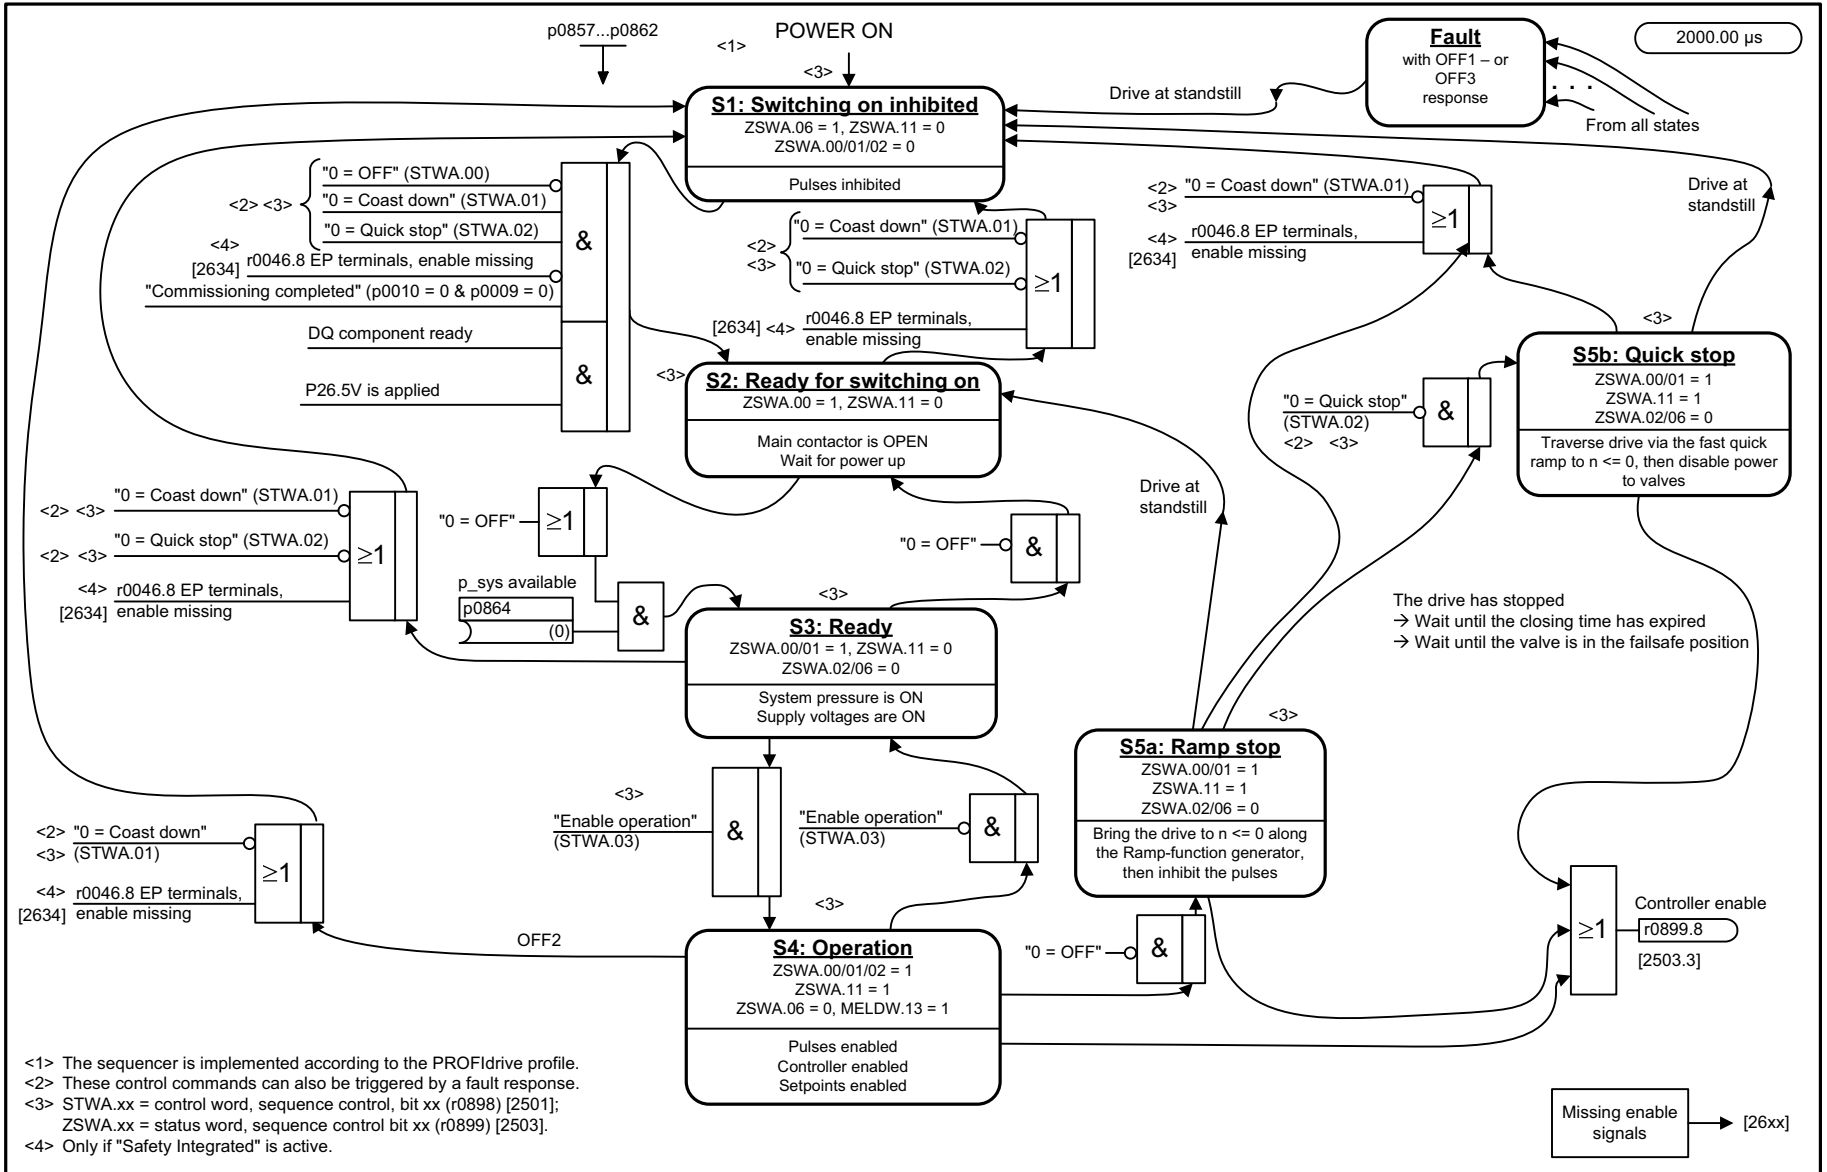 p0857...p0862
<1>
POWER ON
<3>
Fault
with OFF1 – or
OFF3
response
2000.00 µs
. . .
From all states
Drive at standstill
S1: Switching on inhibited
ZSWA.06 = 1, ZSWA.11 = 0
ZSWA.00/01/02 = 0
Pulses inhibited
<2> <3>
"0 = OFF" (STWA.00)
"0 = Coast down" (STWA.01)
"0 = Quick stop" (STWA.02)
<4>
[2634]
r0046.8 EP terminals, enable missing
"Commissioning completed" (p0010 = 0 & p0009 = 0)
DQ component ready
P26.5V is applied
&
&
<2>
<3>
"0 = Coast down" (STWA.01)
"0 = Quick stop" (STWA.02)
[2634] <4>
r0046.8 EP terminals,
enable missing
≥1
<2>
<3>
"0 = Coast down" (STWA.01)
<4>
[2634]
r0046.8 EP terminals,
enable missing
≥1
Drive at
standstill
<3>
S2: Ready for switching on
ZSWA.00 = 1, ZSWA.11 = 0
Main contactor is OPEN
Wait for power up
<3>
S5b: Quick stop
ZSWA.00/01 = 1
ZSWA.11 = 1
ZSWA.02/06 = 0
Traverse drive via the fast quick
ramp to n <= 0, then disable power
to valves
"0 = Quick stop"
(STWA.02)
<2> <3>
&
Drive at
standstill
<2> <3>
"0 = Coast down" (STWA.01)
<2> <3>
"0 = Quick stop" (STWA.02)
<4>
[2634]
r0046.8 EP terminals,
enable missing
≥1
"0 = OFF"
≥1
"0 = OFF"
&
p_sys available
p0864
(0)
&
<3>
S3: Ready
ZSWA.00/01 = 1, ZSWA.11 = 0
ZSWA.02/06 = 0
System pressure is ON
Supply voltages are ON
The drive has stopped
→ Wait until the closing time has expired
→ Wait until the valve is in the failsafe position
<3>
S5a: Ramp stop
ZSWA.00/01 = 1
ZSWA.11 = 1
ZSWA.02/06 = 0
Bring the drive to n <= 0 along
the Ramp-function generator,
then inhibit the pulses
<3>
"Enable operation"
(STWA.03)
&
"Enable operation"
(STWA.03)
&
<2>
<3>
"0 = Coast down"
(STWA.01)
<4>
[2634]
r0046.8 EP terminals,
enable missing
≥1
OFF2
<3>
S4: Operation
ZSWA.00/01/02 = 1
ZSWA.11 = 1
ZSWA.06 = 0, MELDW.13 = 1
Pulses enabled
Controller enabled
Setpoints enabled
"0 = OFF"
&
≥1
Controller enable
r0899.8
[2503.3]
<1> The sequencer is implemented according to the PROFIdrive profile.
<2> These control commands can also be triggered by a fault response.
<3> STWA.xx = control word, sequence control, bit xx (r0898) [2501];
ZSWA.xx = status word, sequence control bit xx (r0899) [2503].
<4> Only if "Safety Integrated" is active.
Missing enable
signals
[26xx]